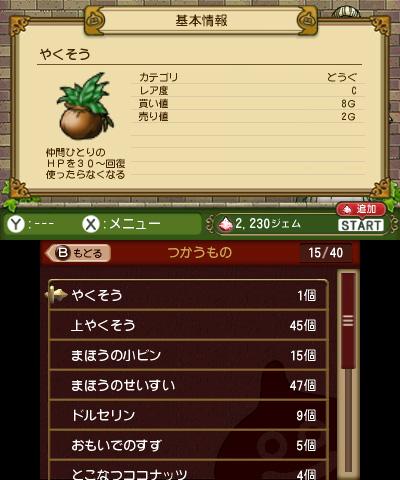 基本情報
やくそう
カテゴリ どうぐ
レア度 C
買い値 8G
売り値 2G
仲間ひとりの
HPを30〜回復
使ったらなくなる
Y:--- X:メニュー 2,230ジェム 追加 START
B もどる つかうもの 15/40
やくそう 1個
上やくそう 45個
まほうの小ビン 15個
まほうのせいすい 47個
ドルセリン 9個
おもいでのすず 5個
とこなつココナッツ 4個